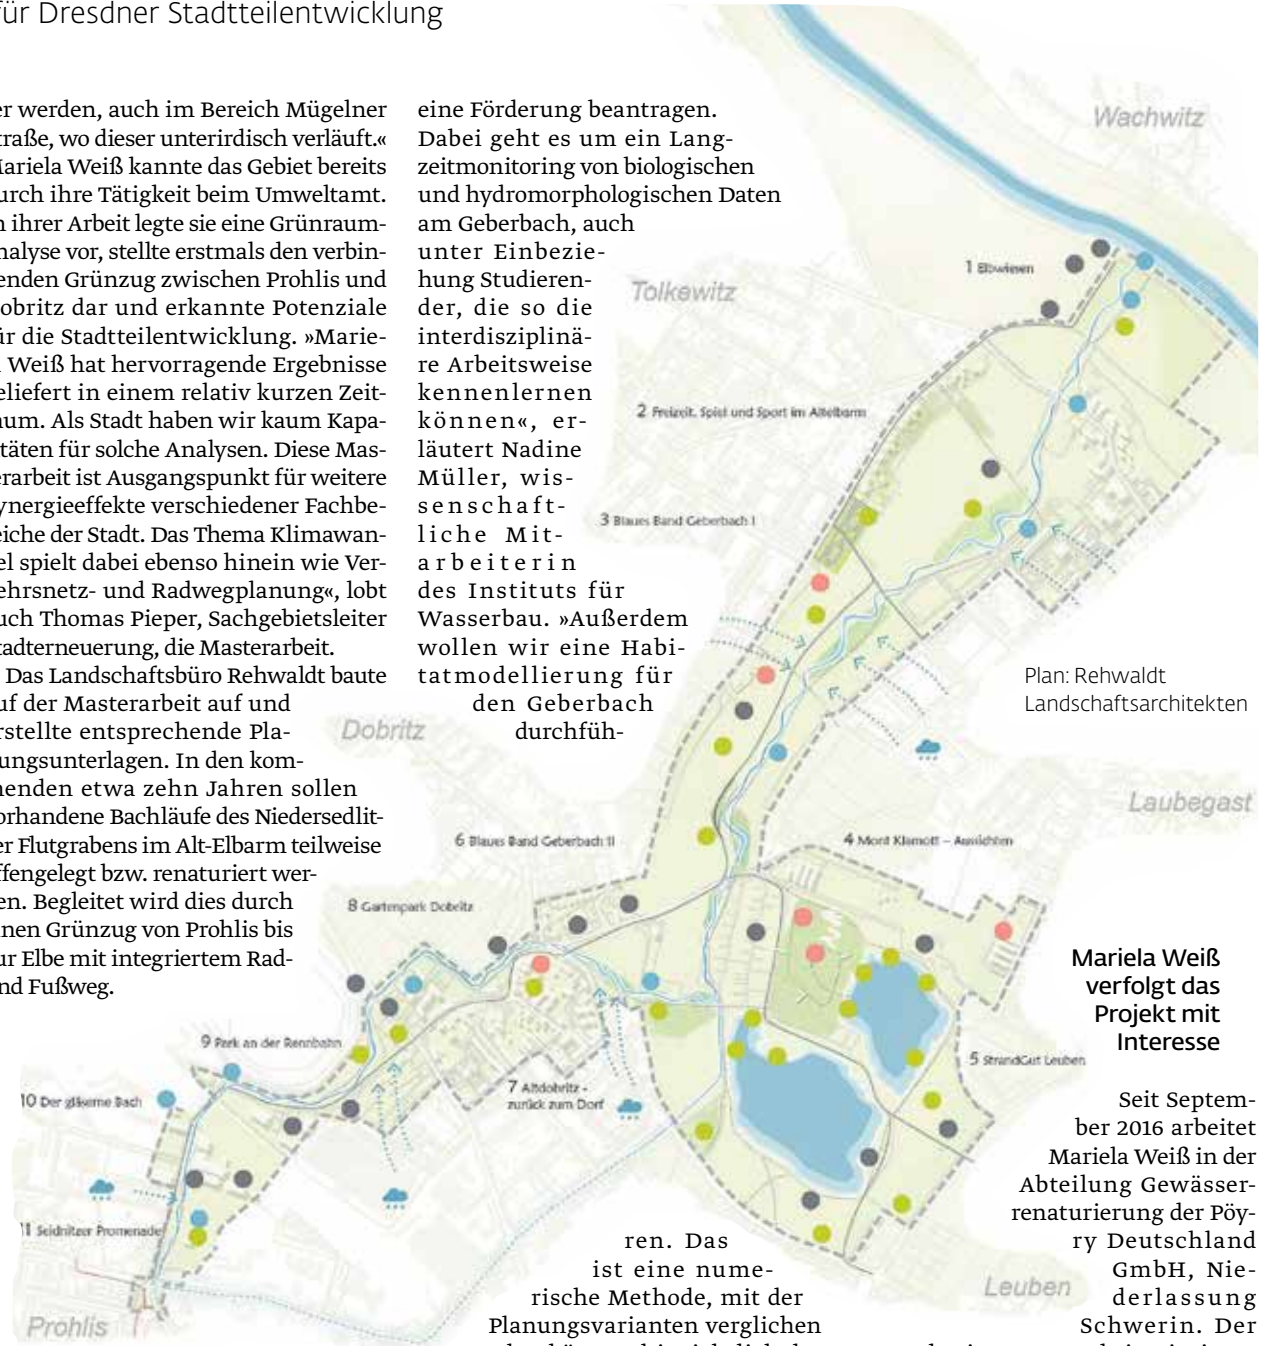 für Dresdner Stadtteilentwicklung
er werden, auch im Bereich Mügelner
traße, wo dieser unterirdisch verläuft.«
Mariela Weiß kannte das Gebiet bereits
urch ihre Tätigkeit beim Umweltamt.
n ihrer Arbeit legte sie eine Grünraum-
nalyse vor, stellte erstmals den verbin-
enden Grünzug zwischen Prohlis und
obritz dar und erkannte Potenziale
ür die Stadtteilentwicklung. »Marie-
Weiß hat hervorragende Ergebnisse
eliefert in einem relativ kurzen Zeit-
aum. Als Stadt haben wir kaum Kapa-
itäten für solche Analysen. Diese Mas-
erarbeit ist Ausgangspunkt für weitere
ynergieeffekte verschiedener Fachbe-
eiche der Stadt. Das Thema Klimawan-
el spielt dabei ebenso hinein wie Ver-
ehrsnetz- und Radwegplanung«, lobt
uch Thomas Pieper, Sachgebietsleiter
tadterneuerung, die Masterarbeit.
Das Landschaftsbüro Rehwaldt baute
uf der Masterarbeit auf und
rstellte entsprechende Pla-
ungsunterlagen. In den kom-
menden etwa zehn Jahren sollen
orhandene Bachläufe des Niedersedlit-
er Flutgrabens im Alt-Elbarm teilweise
ffengelegt bzw. renaturiert wer-
en. Begleitet wird dies durch
inen Grünzug von Prohlis bis
ur Elbe mit integriertem Rad-
nd Fußweg.
eine Förderung beantragen.
Dabei geht es um ein Lang-
zeitmonitoring von biologischen
und hydromorphologischen Daten
am Geberbach, auch
unter Einbezie-
hung Studieren-
der, die so die
interdisziplinä-
re Arbeitsweise
kennenlernen
können«, er-
läutert Nadine
Müller, wis-
senschaft-
liche Mit-
arbeiterin
des Instituts für
Wasserbau. »Außerdem
wollen wir eine Habi-
tatmodellierung für
den Geberbach
durchfüh-
ren. Das
ist eine nume-
rische Methode, mit der
Planungsvarianten verglichen
Wachwitz
1 Elbwiesen
Tolkewitz
2 Freizeit, Spiel und Sport im Altelbarm
3 Blaues Band Geberbach I
Plan: Rehwaldt
Landschaftsarchitekten
Dobritz
Laubegast
6 Blaues Band Geberbach II
4 Mont Klamott – Aussichten
8 Gartenpark Dobritz
9 Park an der Rennbahn
5 StrandGut Leuben
10 Der gläserne Bach
7 Altdobritz -
zurück zum Dorf
11 Seidnitzer Promenade
Leuben
Prohlis
Mariela Weiß
verfolgt das
Projekt mit
Interesse
Seit Septem-
ber 2016 arbeitet
Mariela Weiß in der
Abteilung Gewässer-
renaturierung der Pöy-
ry Deutschland
GmbH, Nie-
derlassung
Schwerin. Der